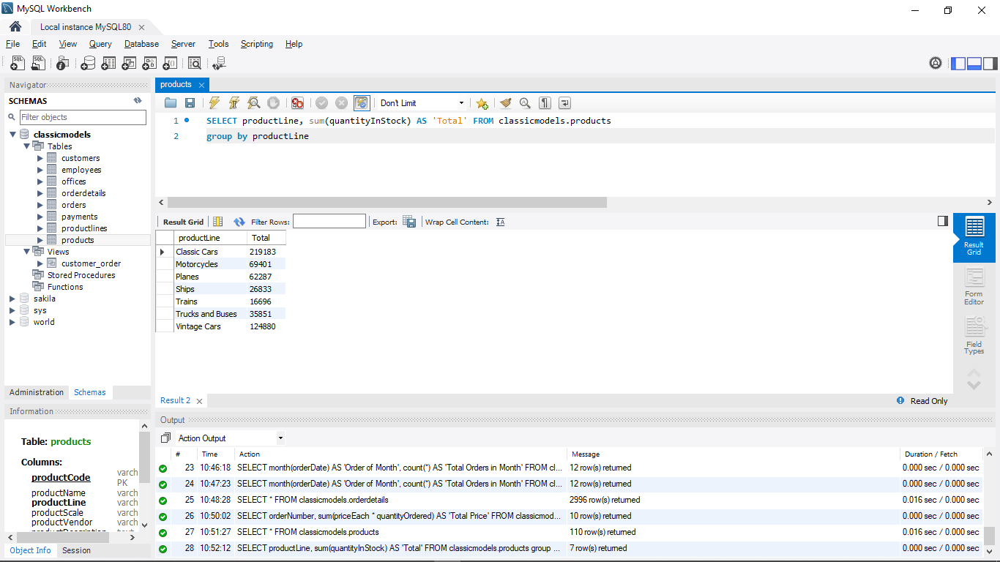 MySQL Workbench
Local instance MySQL80
File Edit View Query Database Server Tools Scripting Help
Navigator
SCHEMAS
Filter objects
classicmodels
Tables
customers
employees
offices
orderdetails
orders
payments
productlines
products
Views
customer_order
Stored Procedures
Functions
sakila
sys
world
Administration Schemas
Information
Table: products
Columns:
productCode varch
PK
productName varch
productLine varch
productScale varch
productVendor varch
Object Info Session
products
Don't Limit
1 SELECT productLine, sum(quantityInStock) AS 'Total' FROM classicmodels.products
2 group by productLine
Result Grid Filter Rows: Export: Wrap Cell Content:
productLine Total
Classic Cars 219183
Motorcycles 69401
Planes 62287
Ships 26833
Trains 16696
Trucks and Buses 35851
Vintage Cars 124880
Result
Grid
Form
Editor
Field
Types
Result 2
Read Only
Output
Action Output
# Time Action Message Duration / Fetch
23 10:46:18 SELECT month(orderDate) AS 'Order of Month', count(*) AS 'Total Orders in Month' FROM cl... 12 row(s) returned 0.000 sec / 0.000 sec
24 10:47:23 SELECT month(orderDate) AS 'Order of Month', count(*) AS 'Total Orders in Month' FROM cl... 12 row(s) returned 0.000 sec / 0.000 sec
25 10:48:28 SELECT * FROM classicmodels.orderdetails 2996 row(s) returned 0.016 sec / 0.000 sec
26 10:50:02 SELECT orderNumber, sum(priceEach * quantityOrdered) AS 'Total Price' FROM classicmod... 10 row(s) returned 0.000 sec / 0.000 sec
27 10:51:27 SELECT * FROM classicmodels.products 110 row(s) returned 0.016 sec / 0.000 sec
28 10:52:12 SELECT productLine, sum(quantityInStock) AS 'Total' FROM classicmodels.products group ... 7 row(s) returned 0.000 sec / 0.000 sec